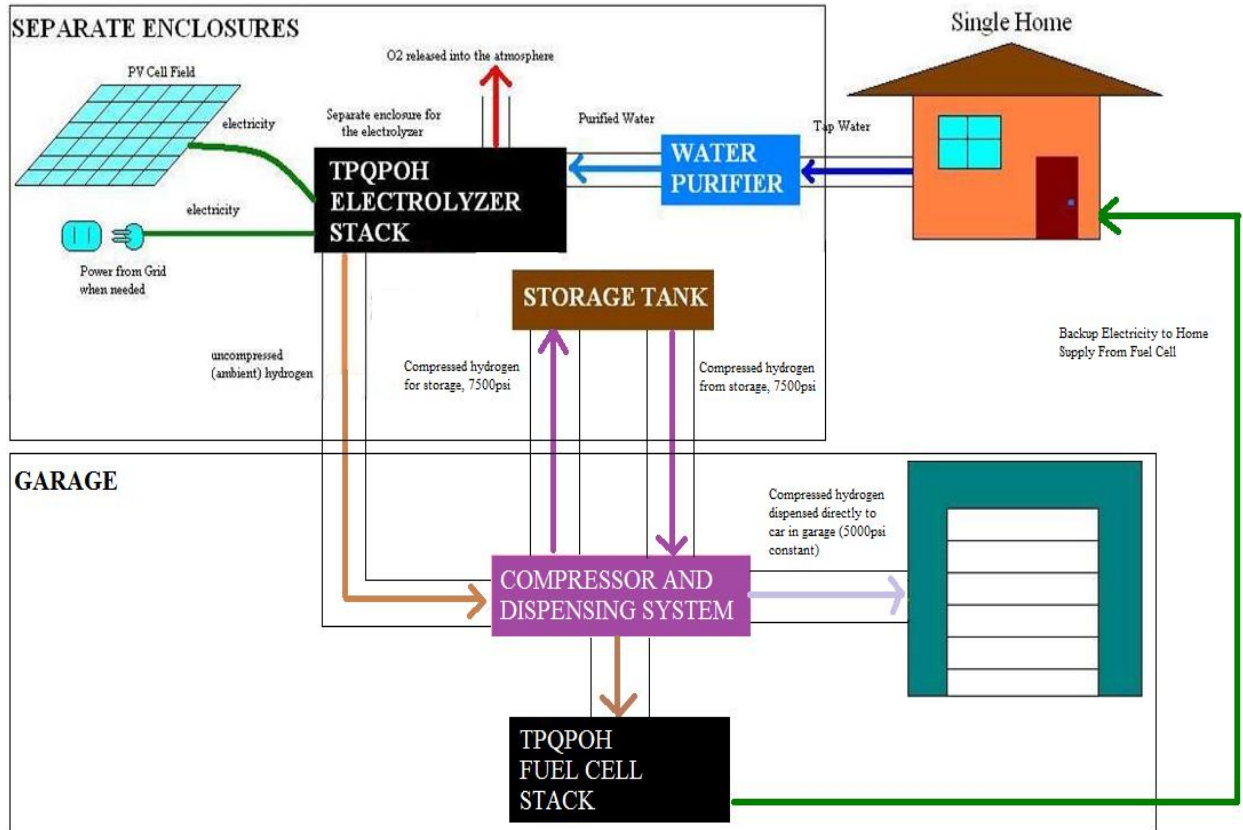 SEPARATE ENCLOSURES
Single Home
O2 released into the atmosphere
PV Cell Field
electricity
Separate enclosure for
the electrolyzer
Purified Water
Tap Water
TPQPOH
ELECTROLYZER
STACK
WATER
PURIFIER
electricity
Power from Grid
when needed
STORAGE TANK
uncompressed
(ambient) hydrogen
Compressed hydrogen
for storage, 7500psi
Compressed hydrogen
from storage, 7500psi
Backup Electricity to Home
Supply From Fuel Cell
GARAGE
Compressed hydrogen
dispensed directly to
car in garage (5000psi
constant)
COMPRESSOR AND
DISPENSING SYSTEM
TPQPOH
FUEL CELL
STACK